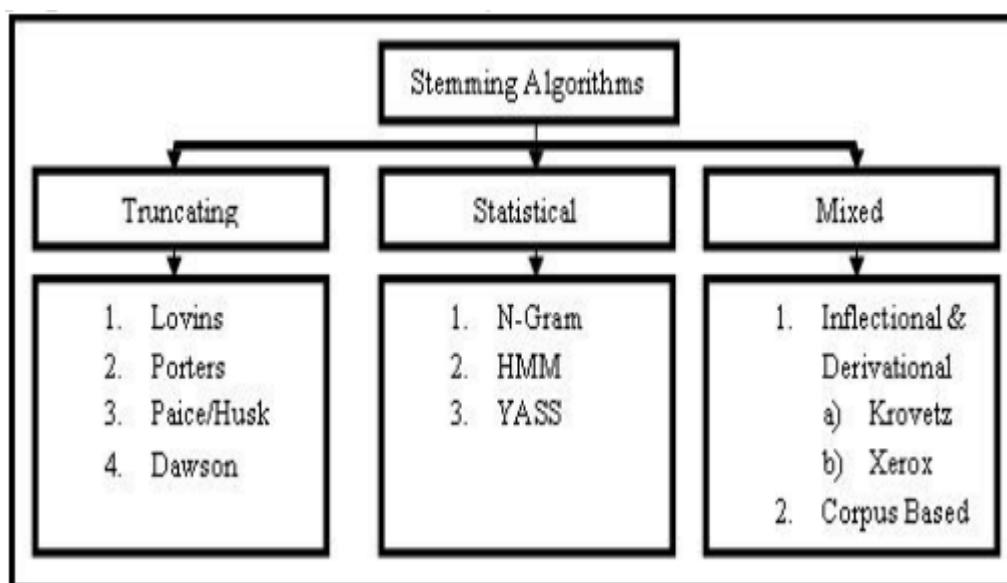 Stemming Algorithms
Truncating
1. Lovins
2. Porters
3. Paice/Husk
4. Dawson
Statistical
1. N-Gram
2. HMM
3. YASS
Mixed
1. Inflectional &
Derivational
a) Krovetz
b) Xerox
2. Corpus Based